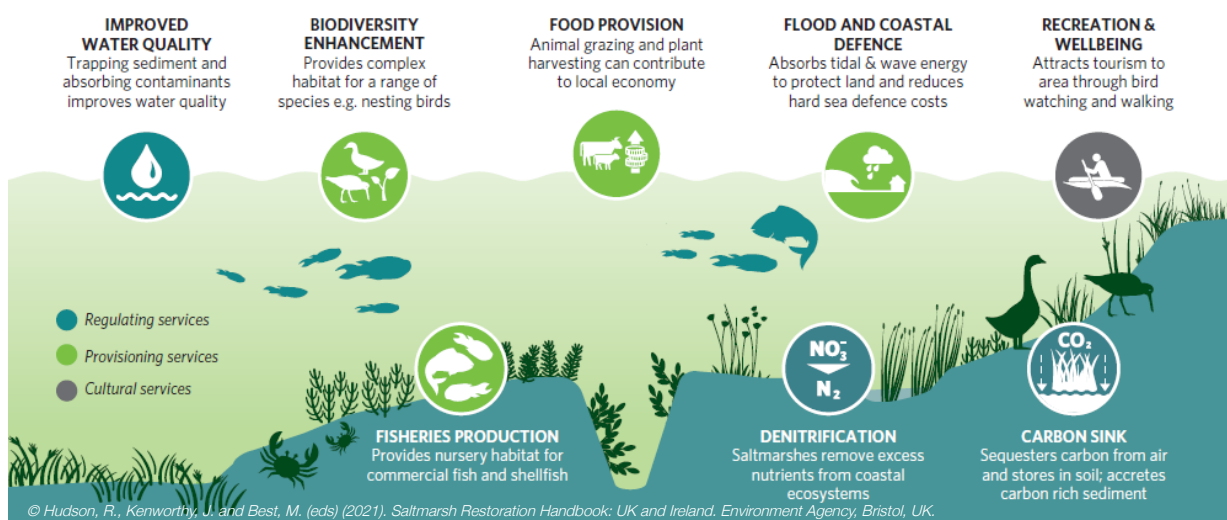 IMPROVED
WATER QUALITY
Trapping sediment and
absorbing contaminants
improves water quality
BIODIVERSITY
ENHANCEMENT
Provides complex
habitat for a range of
species e.g. nesting birds
FOOD PROVISION
Animal grazing and plant
harvesting can contribute
to local economy
FLOOD AND COASTAL
DEFENCE
Absorbs tidal & wave energy
to protect land and reduces
hard sea defence costs
RECREATION &
WELLBEING
Attracts tourism to
area through bird
watching and walking
Regulating services
Provisioning services
Cultural services
FISHERIES PRODUCTION
Provides nursery habitat for
commercial fish and shellfish
NO₃⁻
N₂
DENITRIFICATION
Saltmarshes remove excess
nutrients from coastal
ecosystems
CO₂
CARBON SINK
Sequesters carbon from air
and stores in soil; accretes
carbon rich sediment
© Hudson, R., Kenworthy, J. and Best, M. (eds) (2021). Saltmarsh Restoration Handbook: UK and Ireland. Environment Agency, Bristol, UK.